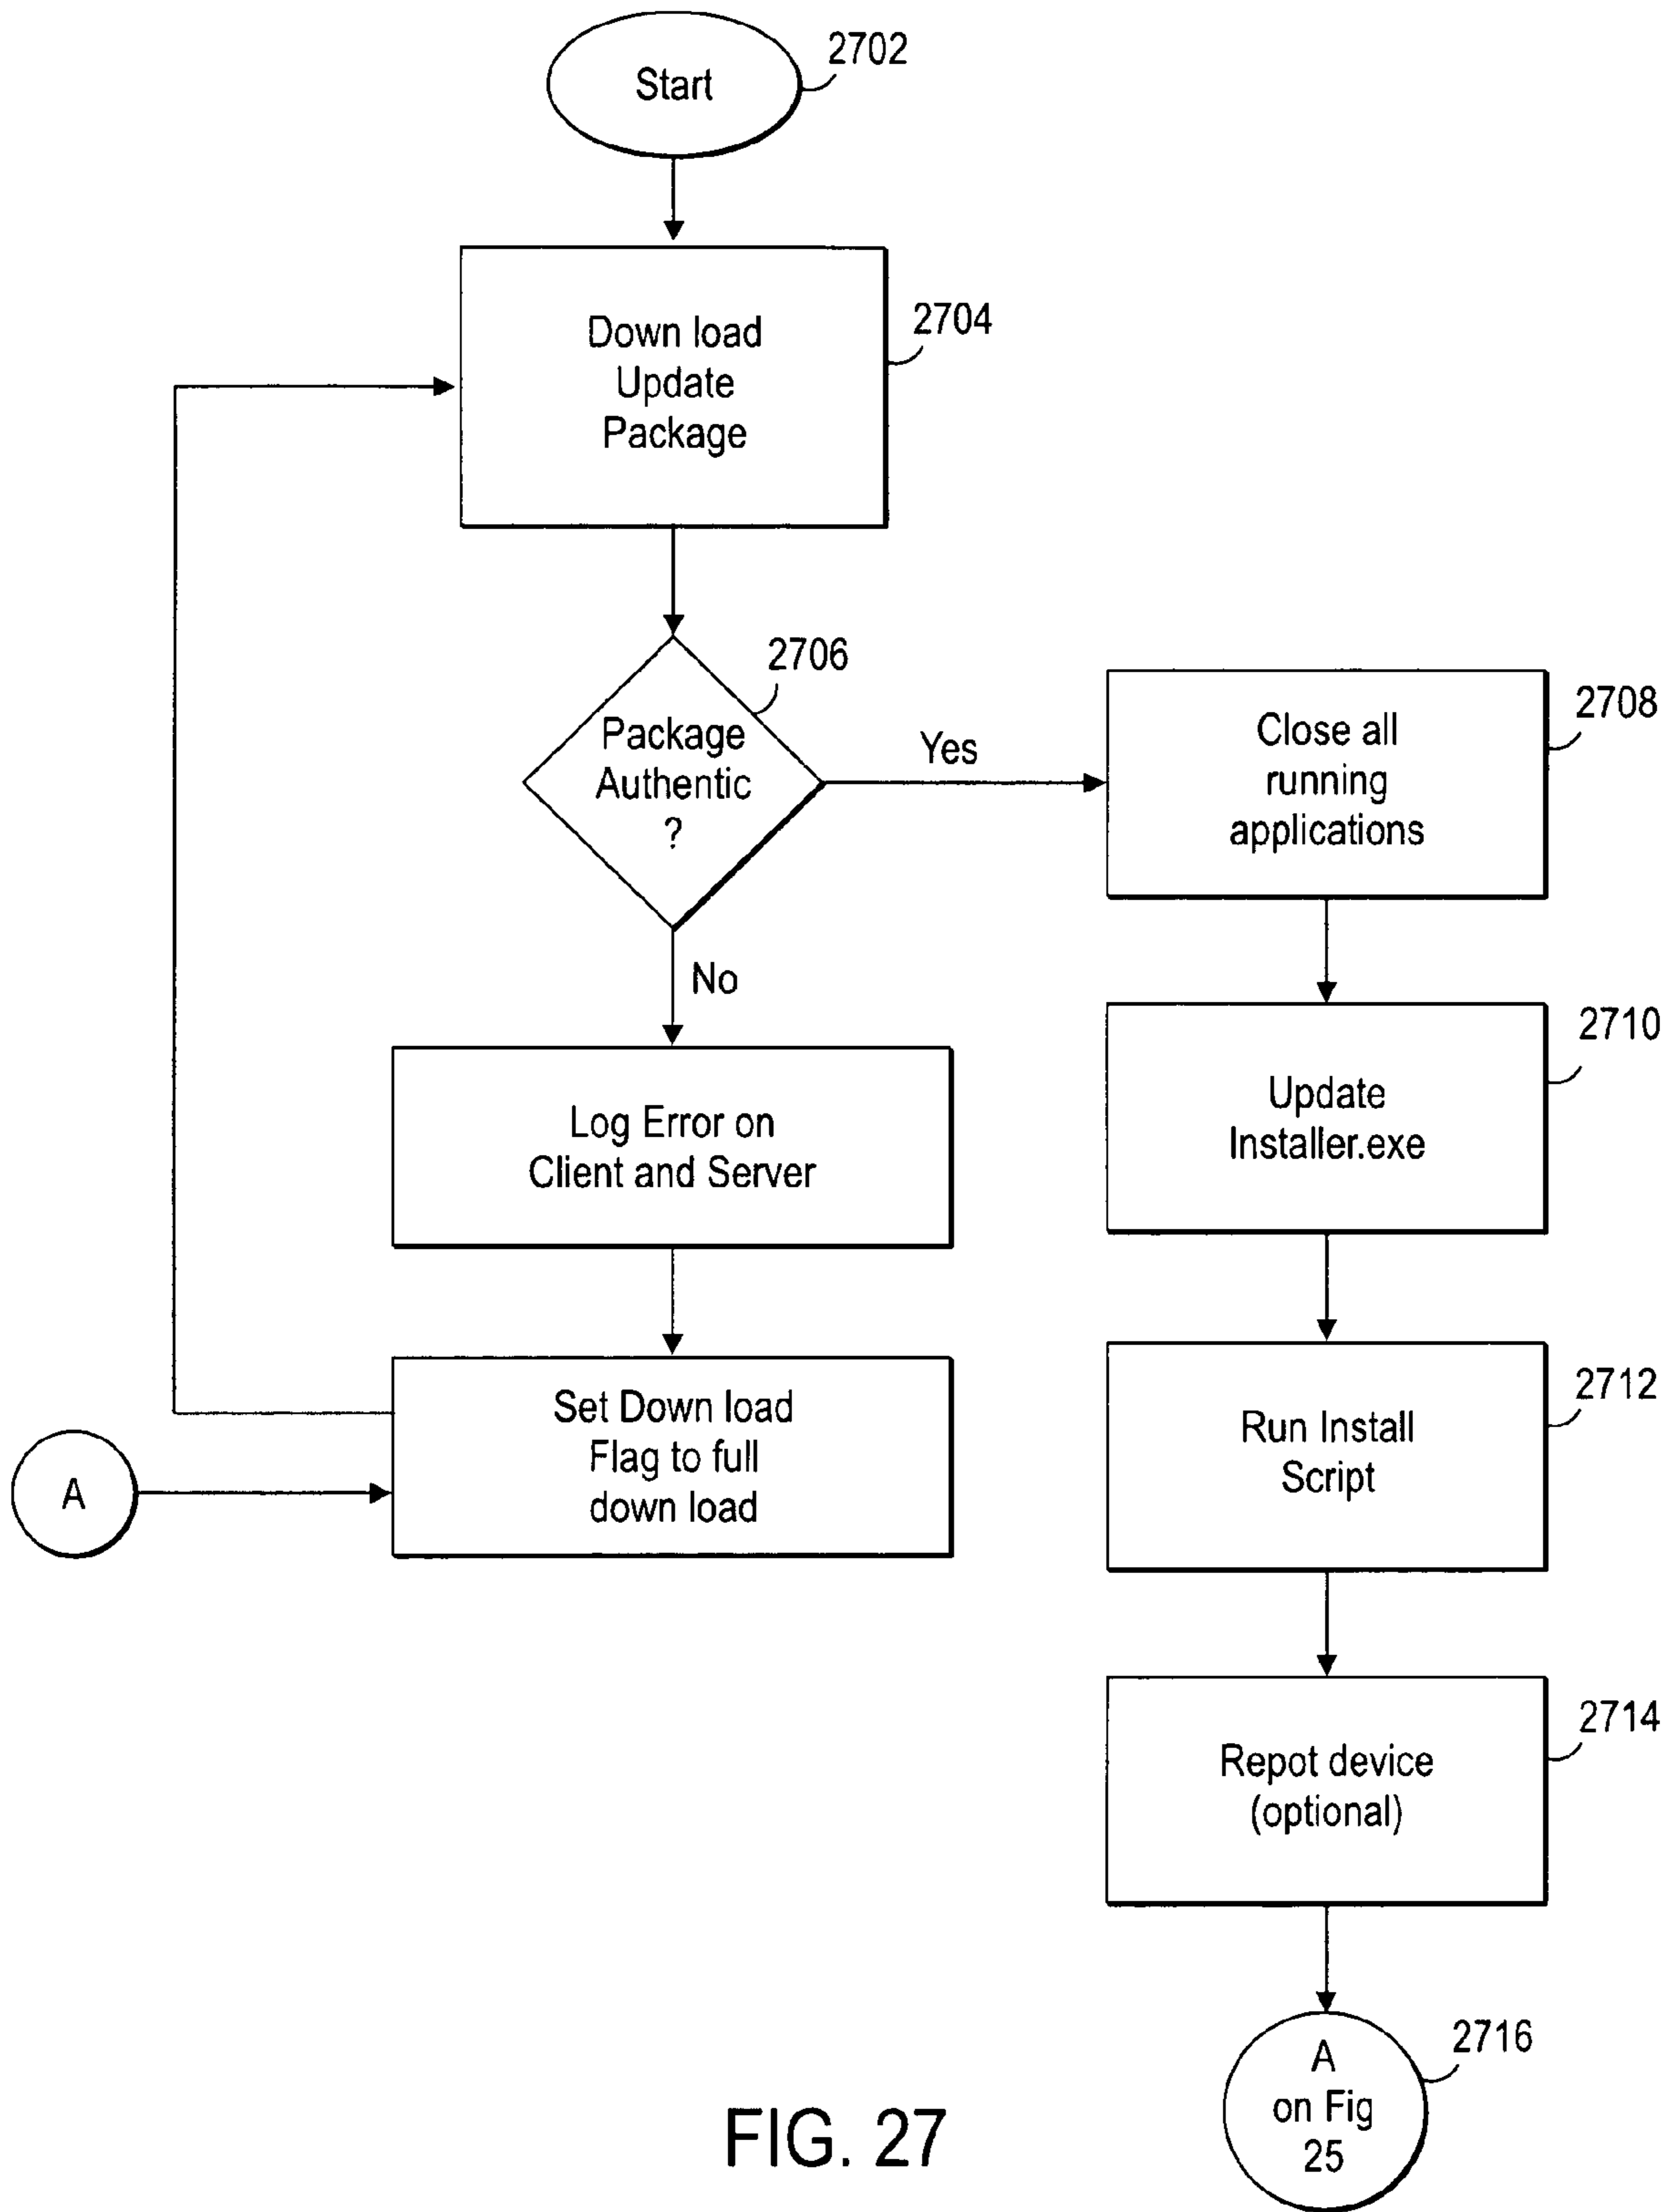 Start
2702
Down load
Update
Package
2704
Package
Authentic
?
2706
Yes
No
Close all
running
applications
2708
Update
Installer.exe
2710
Log Error on
Client and Server
Set Down load
Flag to full
down load
A
Run Install
Script
2712
Repot device
(optional)
2714
A
on Fig
25
2716
FIG. 27